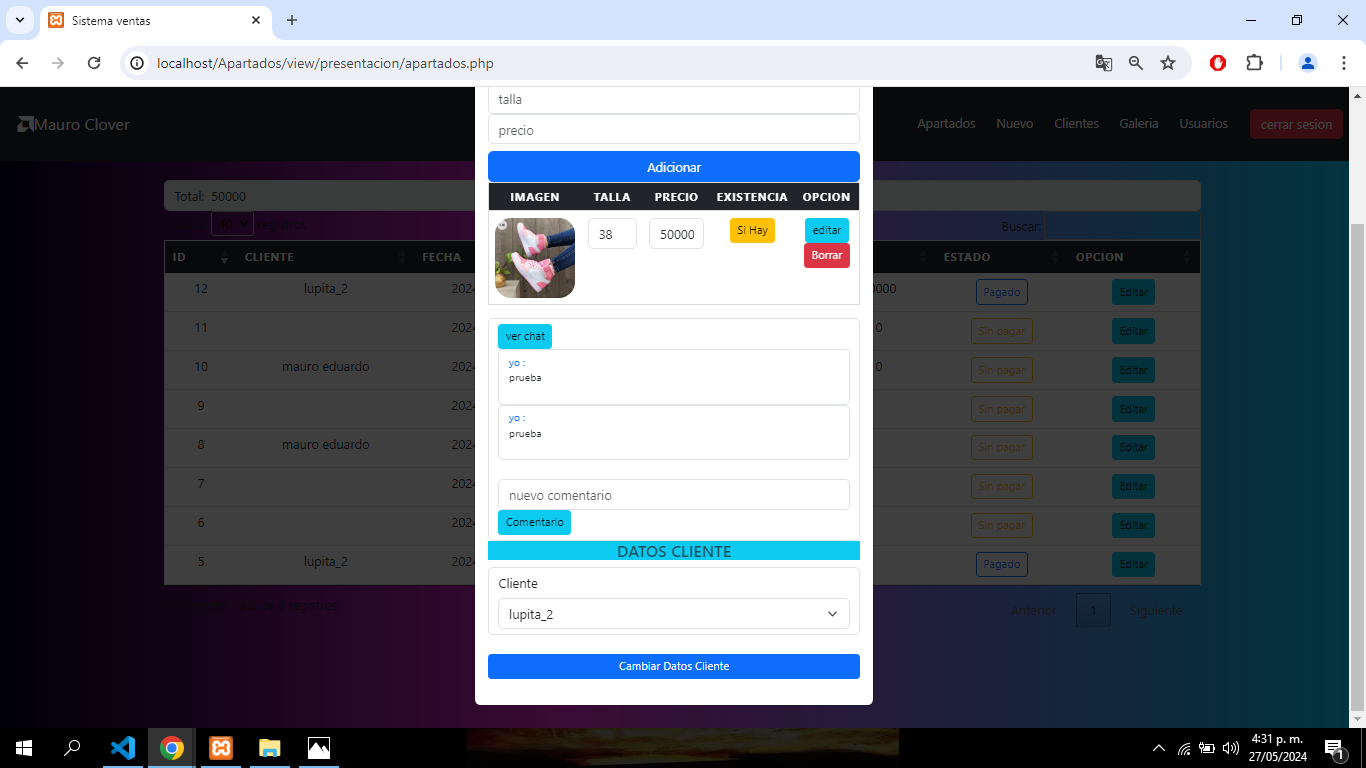 Sistema ventas
localhost/Apartados/view/presentacion/apartados.php
Mauro Clover
Apartados Nuevo Clientes Galeria Usuarios cerrar sesion
talla
precio
Adicionar
Total: 50000
10 registros
Buscar:
IMAGEN TALLA PRECIO EXISTENCIA OPCION
38 50000 Si Hay editar
Borrar
ID CLIENTE FECHA ESTADO OPCION
12 lupita_2 2024 0000 Pagado Editar
11 2024 0 Sin pagar Editar
10 mauro eduardo 2024 0 Sin pagar Editar
9 2024 Sin pagar Editar
8 mauro eduardo 2024 Sin pagar Editar
7 2024 Sin pagar Editar
6 2024 Sin pagar Editar
5 lupita_2 2024 Pagado Editar
ver chat
yo :
prueba
yo :
prueba
nuevo comentario
Comentario
DATOS CLIENTE
Cliente
lupita_2
Cambiar Datos Cliente
Anterior 1 Siguiente
4:31 p. m.
27/05/2024
1